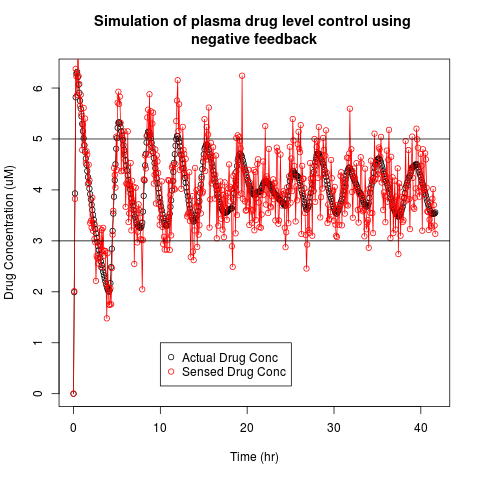 Simulation of plasma drug level control using
negative feedback
Drug Concentration (uM)
6
5
4
3
2
1
0
Actual Drug Conc
Sensed Drug Conc
0 10 20 30 40
Time (hr)